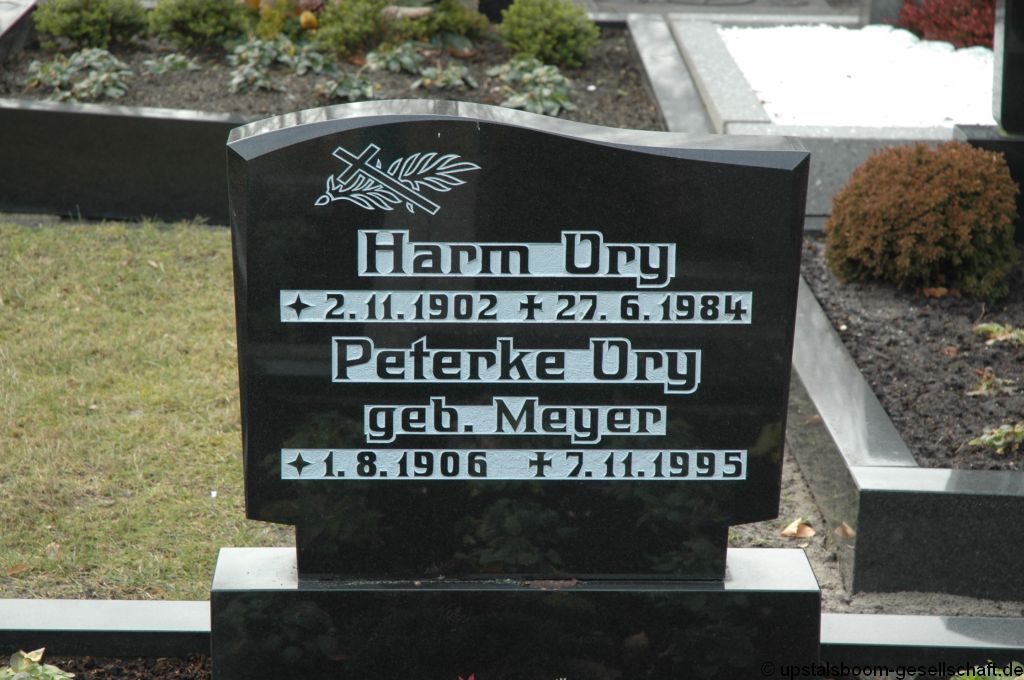 Harm Ury
✦ 2.11.1902 ✝ 27.6.1984
Peterke Ury
geb. Meyer
✦ 1.8.1906 ✝ 7.11.1995
© upstalsboom-gesellschaft.de